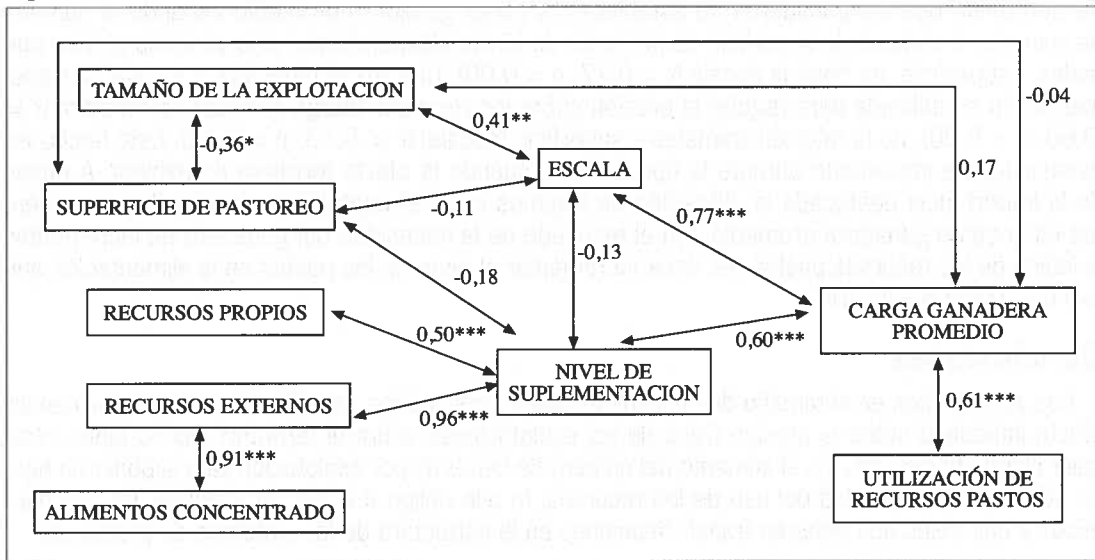 TAMAÑO DE LA EXPLOTACION
-0,04
-0,36*
0,41**
ESCALA
0,17
SUPERFICIE DE PASTOREO
-0,11
0,77***
-0,13
-0,18
RECURSOS PROPIOS
CARGA GANADERA
PROMEDIO
0,50***
0,60***
NIVEL DE
SUPLEMENTACION
RECURSOS EXTERNOS
0,96***
0,61***
0,91***
UTILIZACIÓN DE
RECURSOS PASTOS
ALIMENTOS CONCENTRADO